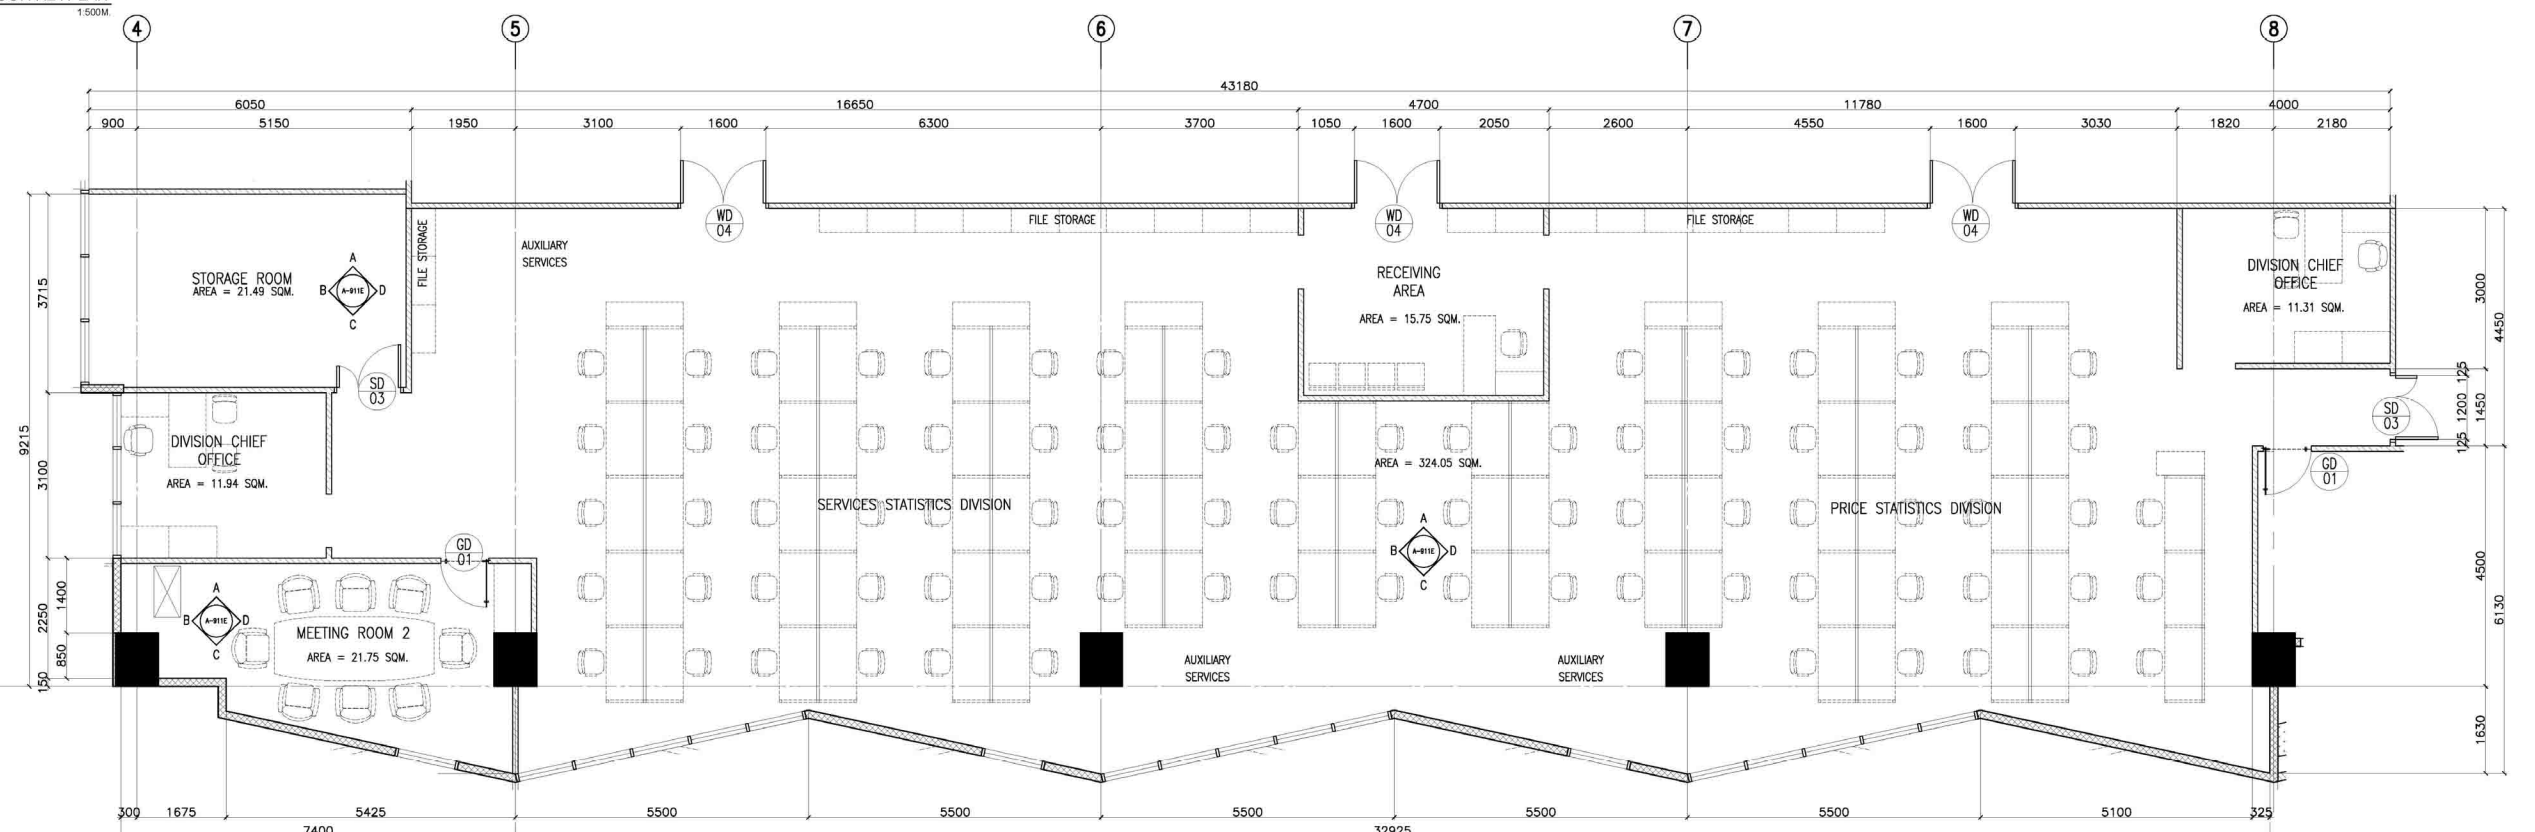 1:500M.
4
5
6
7
8
43180
6050
16650
4700
11780
4000
900
5150
1950
3100
1600
6300
3700
1050
1600
2050
2600
4550
1600
3030
1820
2180
WD
04
WD
04
WD
04
FILE STORAGE
FILE STORAGE
FILE STORAGE
AUXILIARY
SERVICES
STORAGE ROOM
AREA = 21.49 SQM.
A
B
A-911E
D
C
RECEIVING
AREA
AREA = 15.75 SQM.
DIVISION CHIEF
OFFICE
AREA = 11.31 SQM.
SD
03
SD
03
DIVISION CHIEF
OFFICE
AREA = 11.94 SQM.
AREA = 324.05 SQM.
SERVICES STATISTICS DIVISION
PRICE STATISTICS DIVISION
GD
01
GD
01
A
B
A-911E
D
C
A
B
A-911E
D
C
MEETING ROOM 2
AREA = 21.75 SQM.
AUXILIARY
SERVICES
AUXILIARY
SERVICES
9215
3715
3100
2250
1400
850
150
3000
4450
125
1200
1450
125
4500
6130
1630
300
1675
5425
5500
5500
5500
5500
5500
5100
325
7400
32925